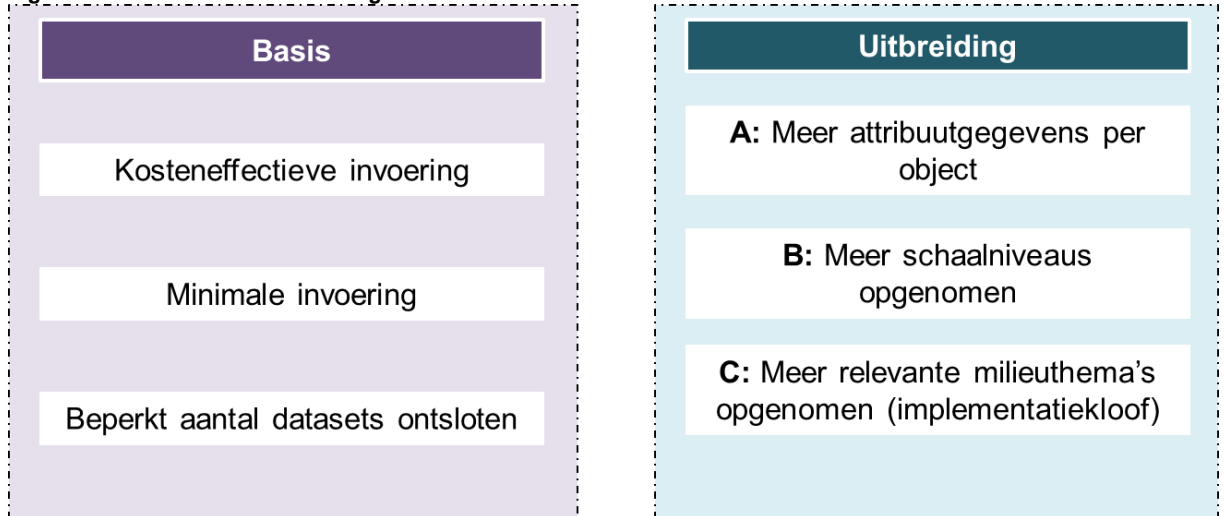 Basis
Kosteneffectieve invoering
Minimale invoering
Beperkt aantal datasets ontsloten
Uitbreiding
A: Meer attribuutgegevens per
object
B: Meer schaalniveaus
opgenomen
C: Meer relevante milieuthema's
opgenomen (implementatiekloof)